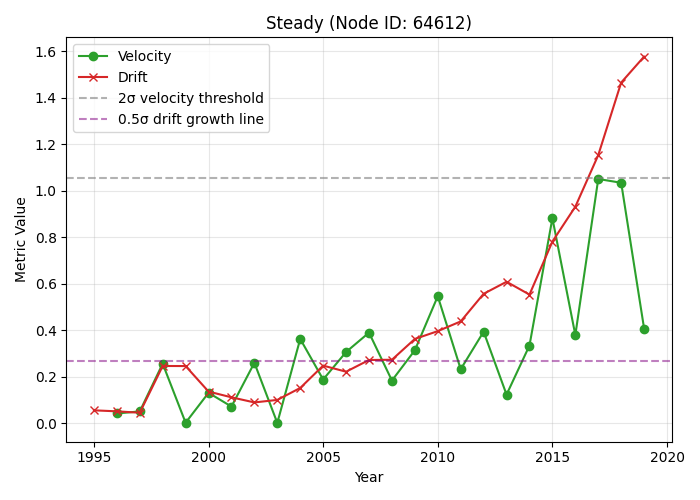 Steady (Node ID: 64612)
Velocity
Drift
2σ velocity threshold
0.5σ drift growth line
Metric Value
1.6
1.4
1.2
1.0
0.8
0.6
0.4
0.2
0.0
1995 2000 2005 2010 2015 2020
Year